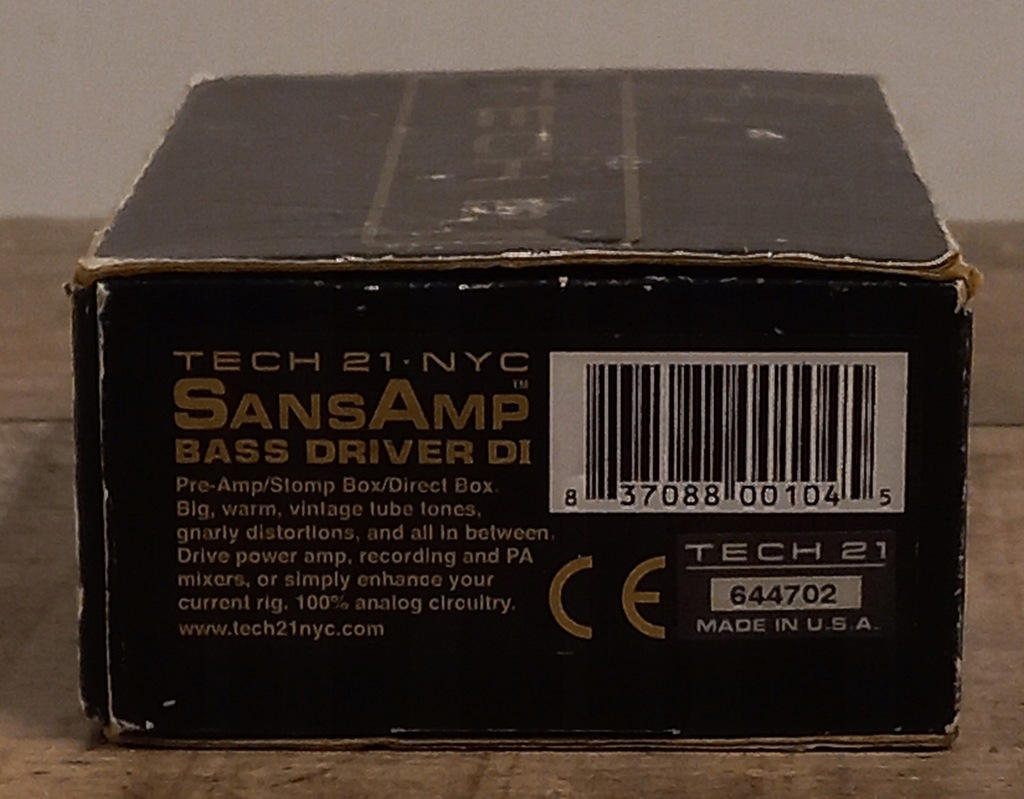 TECH 21·NYC
SANSAMP™
BASS DRIVER DI
Pre-Amp/Stomp Box/Direct Box.
Big, warm, vintage tube tones,
gnarly distortions, and all in between.
Drive power amp, recording and PA
mixers, or simply enhance your
current rig. 100% analog circuitry.
www.tech21nyc.com
8 37088 00104 5
CE
TECH 21
644702
MADE IN U.S.A.